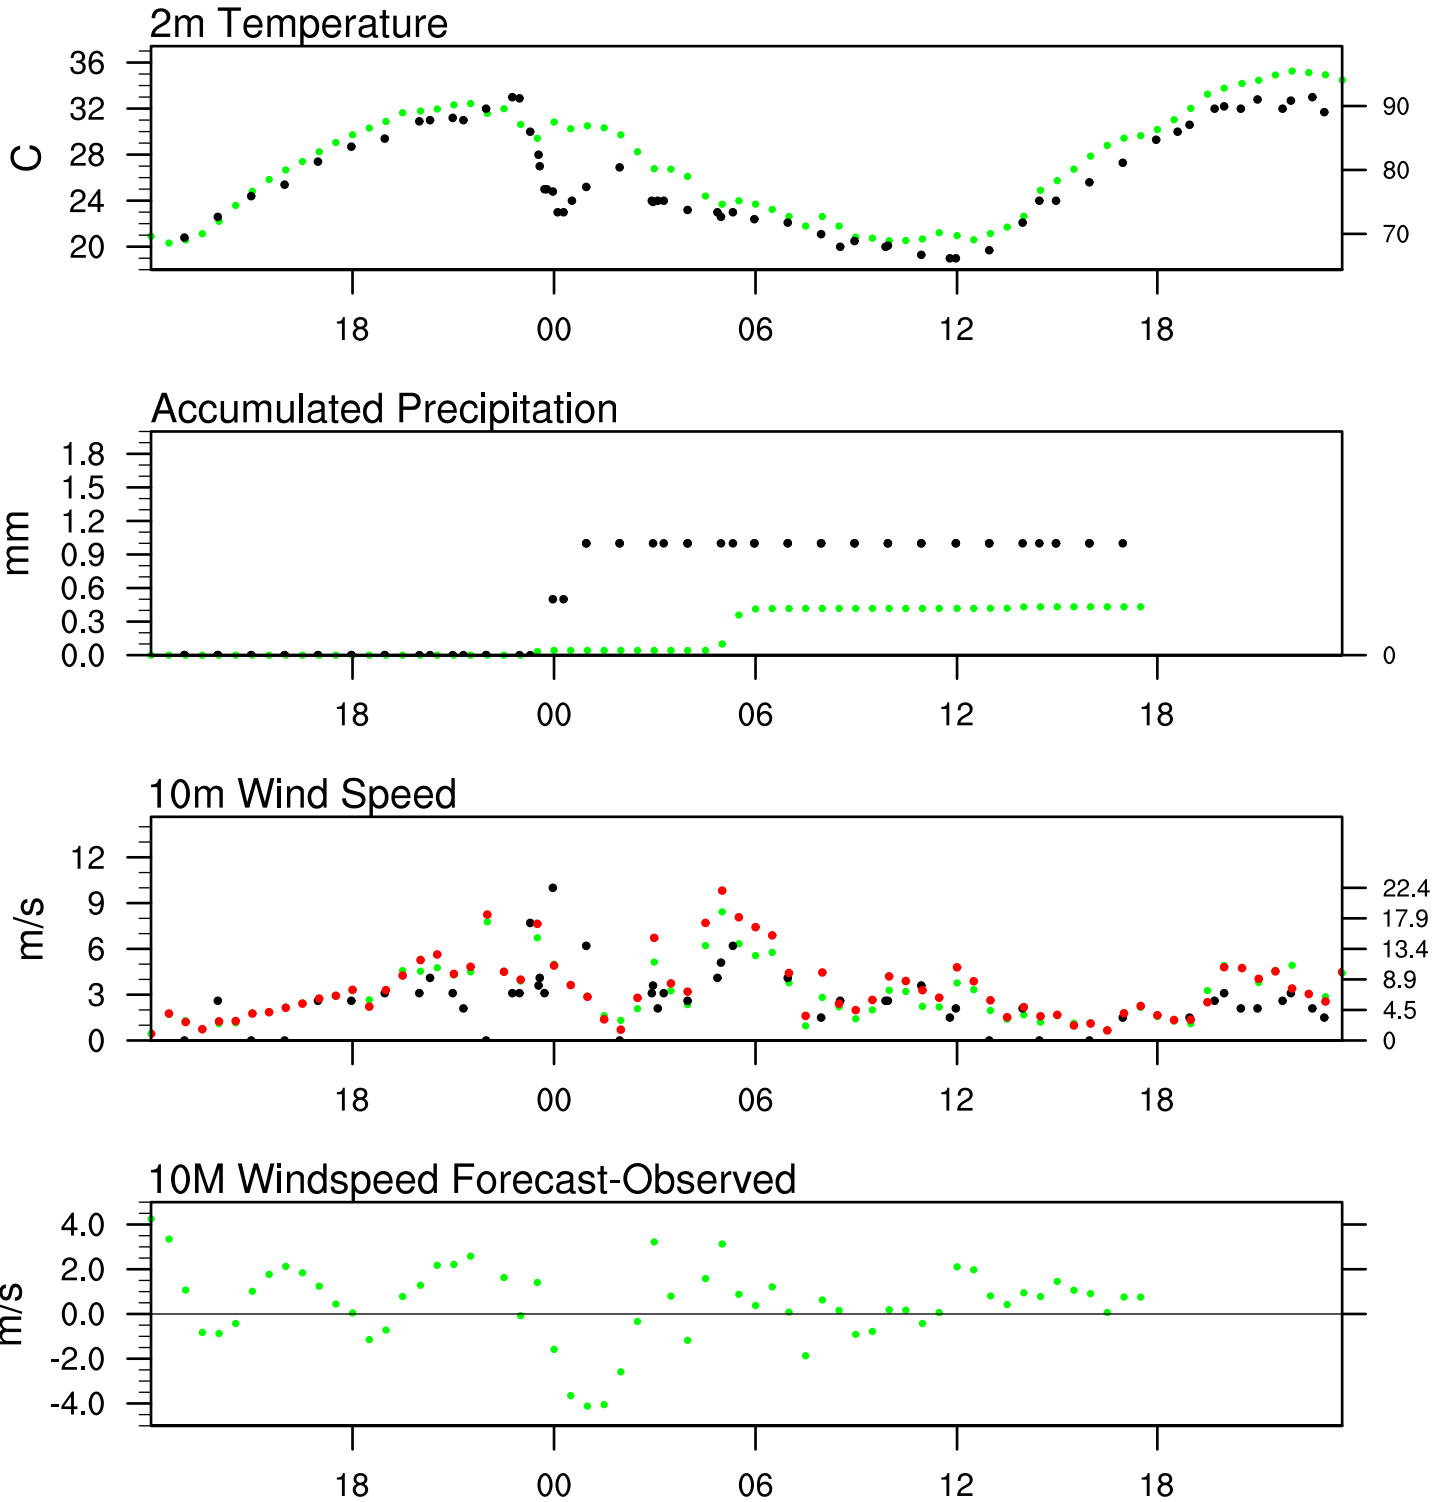 2m Temperature
36
32
28
24
20
C
90
80
70
18 00 06 12 18
Accumulated Precipitation
1.8
1.5
1.2
0.9
0.6
0.3
0.0
mm
0
18 00 06 12 18
10m Wind Speed
12
9
6
3
0
m/s
22.4
17.9
13.4
8.9
4.5
0
18 00 06 12 18
10M Windspeed Forecast-Observed
4.0
2.0
0.0
-2.0
-4.0
m/s
18 00 06 12 18